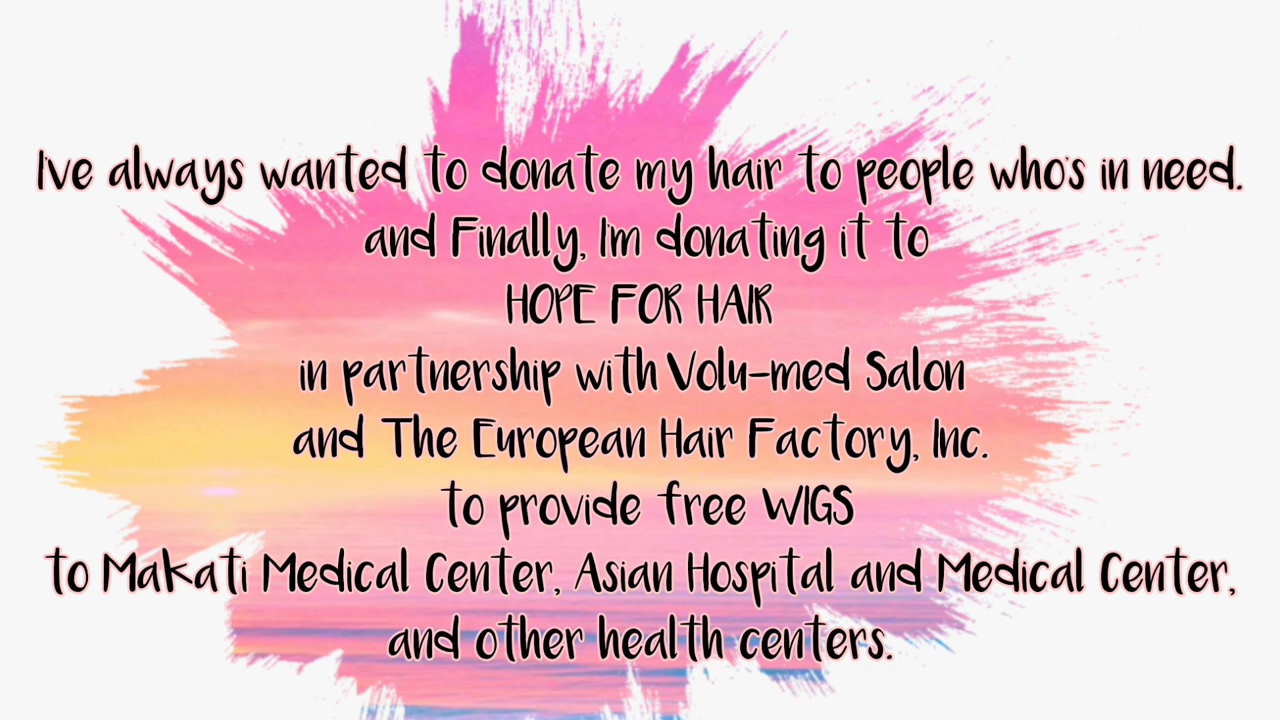 I've always wanted to donate my hair to people who's in need.
and Finally, I'm donating it to
HOPE FOR HAIR
in partnership with Volu-med Salon
and The European Hair Factory, Inc.
to provide free WIGS
to Makati Medical Center, Asian Hospital and Medical Center,
and other health centers.